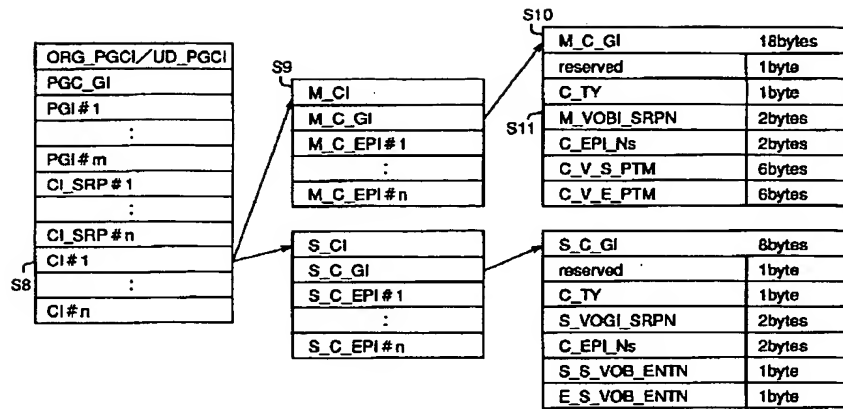 ORG_PGCI/UD_PGCI
PGC_GI
PGI#1
:
PGI#m
CI_SRP#1
:
CI_SRP#n
S8
CI#1
:
CI#n
S9
M_CI
M_C_GI
M_C_EPI#1
:
M_C_EPI#n
S_CI
S_C_GI
S_C_EPI#1
:
S_C_EPI#n
S10
M_C_GI 18bytes
reserved 1byte
C_TY 1byte
S11
M_VOBI_SRPN 2bytes
C_EPI_Ns 2bytes
C_V_S_PTM 6bytes
C_V_E_PTM 6bytes
S_C_GI 8bytes
reserved 1byte
C_TY 1byte
S_VOGI_SRPN 2bytes
C_EPI_Ns 2bytes
S_S_VOB_ENTN 1byte
E_S_VOB_ENTN 1byte